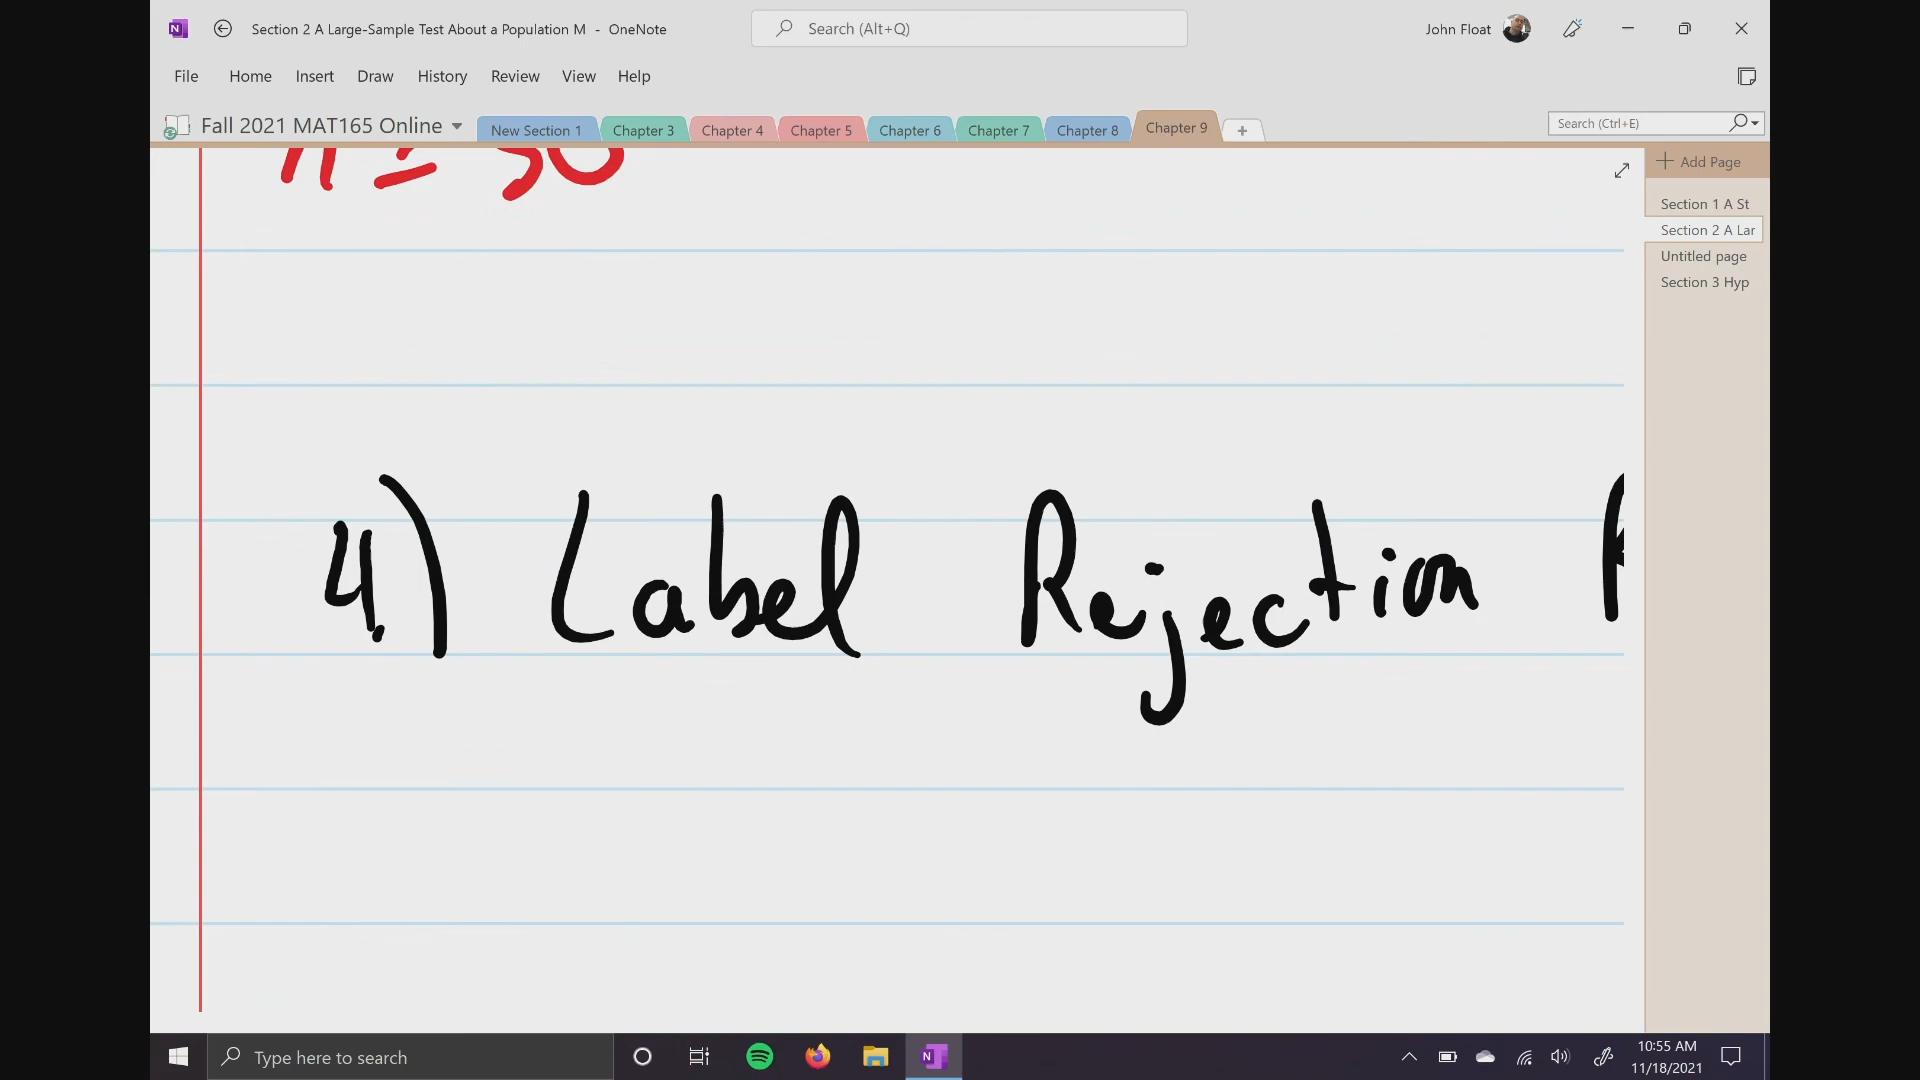 Section 2 A Large-Sample Test About a Population M - OneNote
Search (Alt+Q)
John Float
File Home Insert Draw History Review View Help
Fall 2021 MAT165 Online
New Section 1 Chapter 3 Chapter 4 Chapter 5 Chapter 6 Chapter 7 Chapter 8 Chapter 9
Search (Ctrl+E)
Add Page
Section 1 A St
Section 2 A Lar
Untitled page
Section 3 Hyp
4.) Label Rejection
Type here to search
10:55 AM
11/18/2021